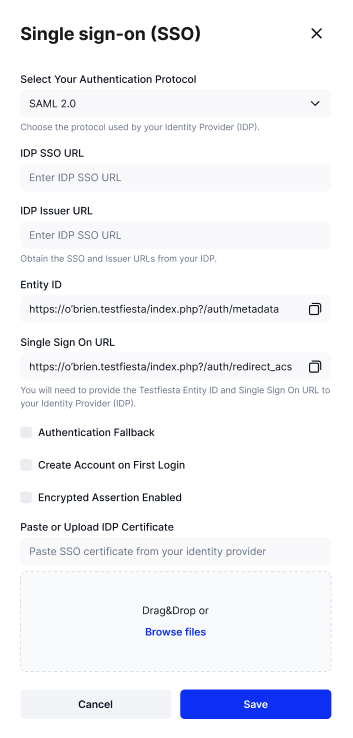 Single sign-on (SSO)
Select Your Authentication Protocol
SAML 2.0
Choose the protocol used by your Identity Provider (IDP).
IDP SSO URL
Enter IDP SSO URL
IDP Issuer URL
Enter IDP SSO URL
Obtain the SSO and Issuer URLs from your IDP.
Entity ID
https://o’brien.testfiesta/index.php?/auth/metadata
Single Sign On URL
https://o’brien.testfiesta/index.php?/auth/redirect_acs
You will need to provide the Testfiesta Entity ID and Single Sign On URL to
your Identity Provider (IDP).
Authentication Fallback
Create Account on First Login
Encrypted Assertion Enabled
Paste or Upload IDP Certificate
Paste SSO certificate from your identity provider
Drag&Drop or
Browse files
Cancel
Save